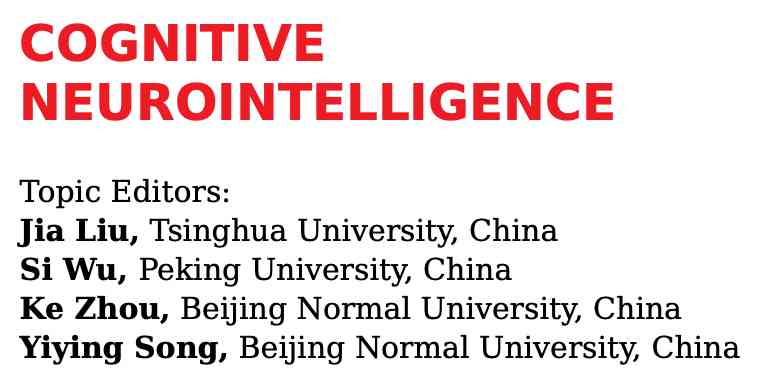 COGNITIVE
NEUROINTELLIGENCE
Topic Editors:
Jia Liu, Tsinghua University, China
Si Wu, Peking University, China
Ke Zhou, Beijing Normal University, China
Yiying Song, Beijing Normal University, China